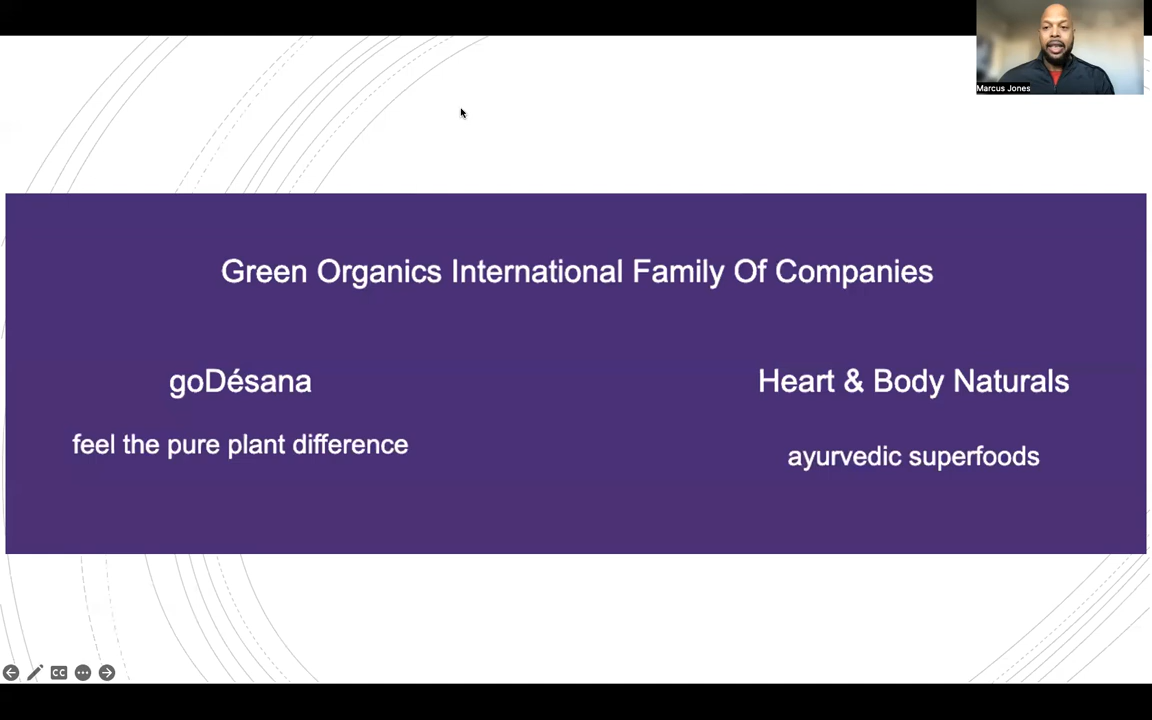 Marcus Jones
Green Organics International Family Of Companies
goDésana
Heart & Body Naturals
feel the pure plant difference
ayurvedic superfoods
CC